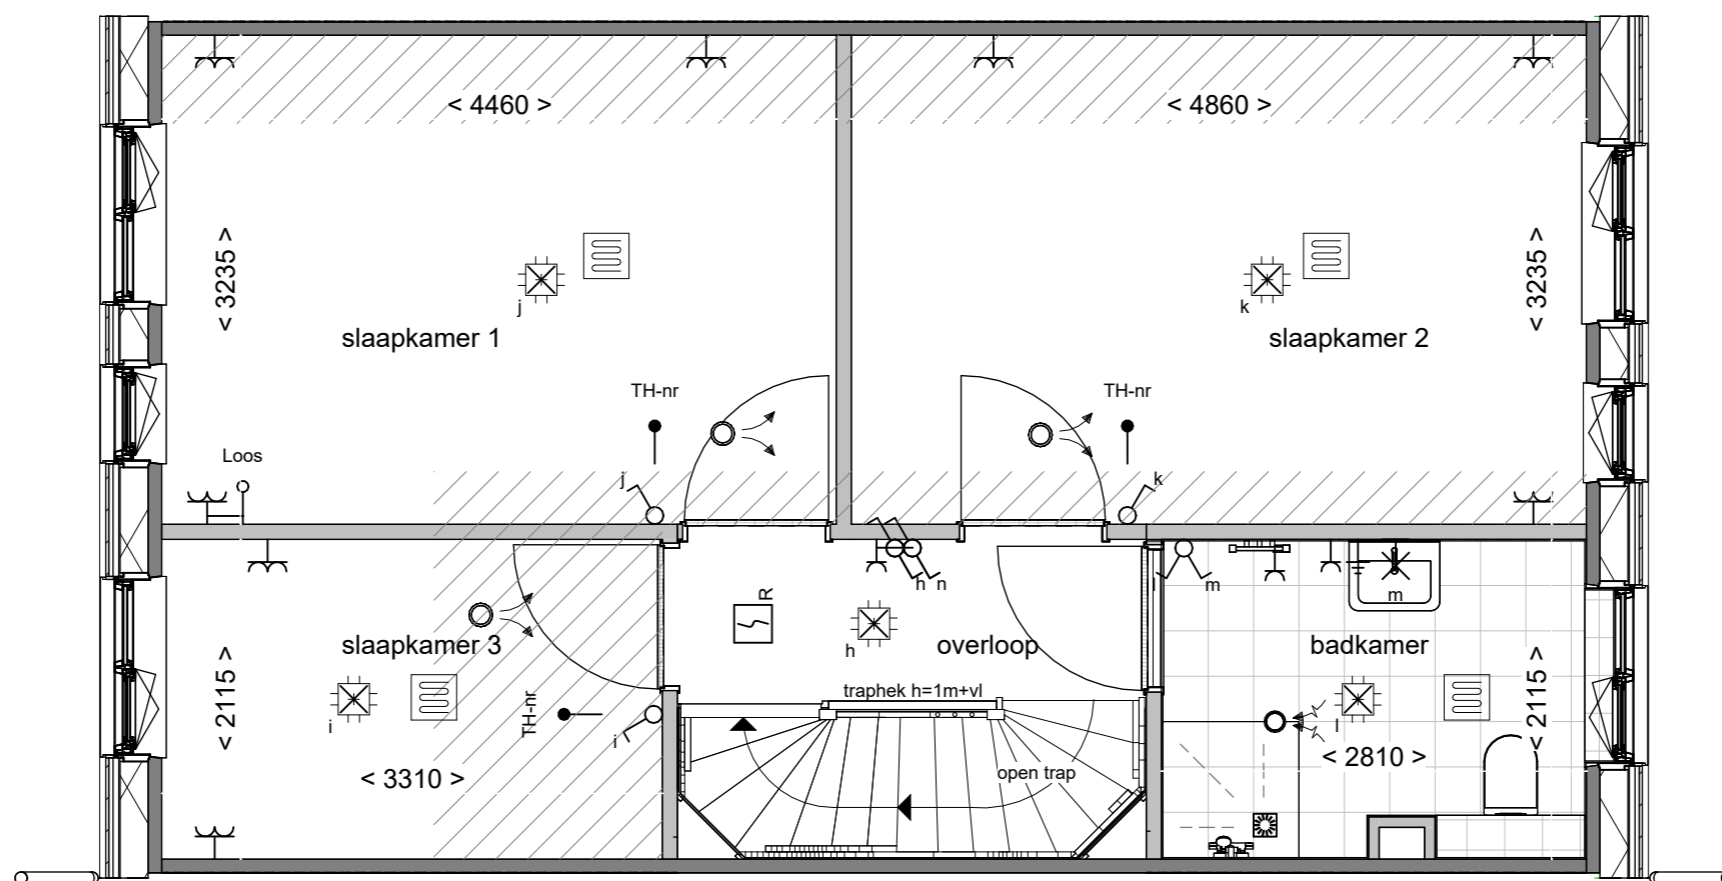 < 4460 >
< 4860 >
< 3235 >
< 3235 >
j
k
slaapkamer 1
slaapkamer 2
TH-nr
TH-nr
Loos
j
k
h n
l m
m
R
slaapkamer 3
h
overloop
badkamer
< 2115 >
< 2115 >
i
TH-nr
i
traphek h=1m+vl
l
< 3310 >
open trap
< 2810 >